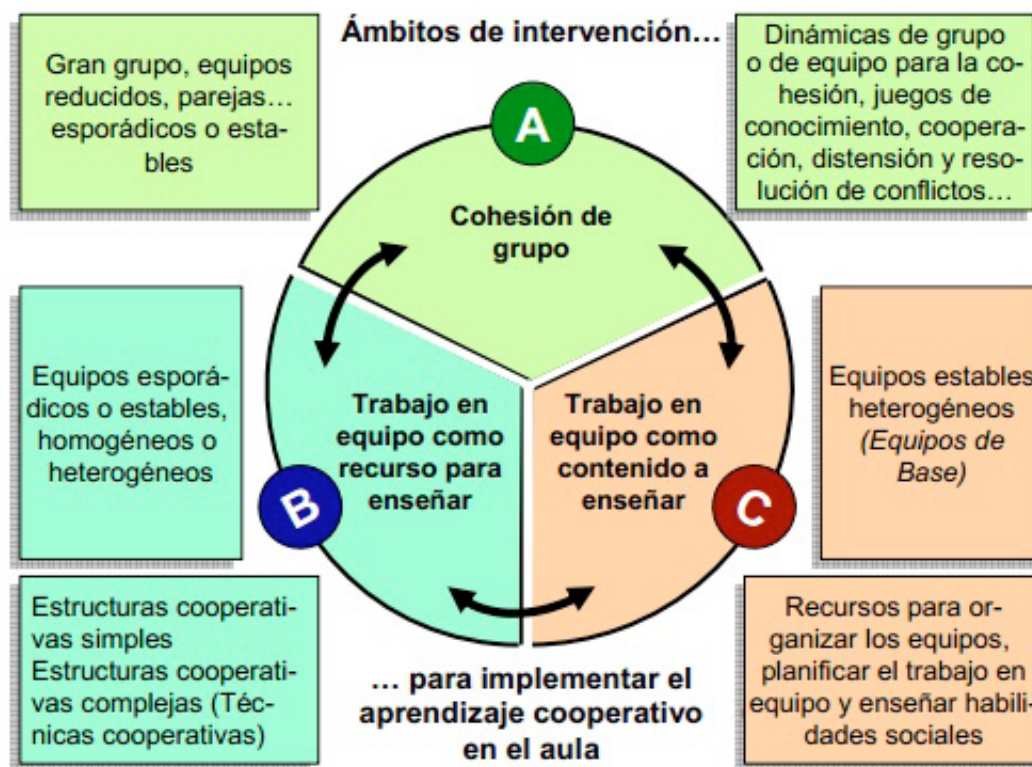 Ámbitos de intervención…
Gran grupo, equipos
reducidos, parejas…
esporádicos o esta-
bles
Dinámicas de grupo
o de equipo para la co-
hesión, juegos de
conocimiento, cooper-
ación, distensión y reso-
lución de conflictos…
A
Cohesión de
grupo
Equipos esporá-
dicos o estables,
homogéneos o
heterogéneos
Trabajo en
equipo como
recurso para
enseñar
B
Trabajo en
equipo como
contenido a
enseñar
C
Equipos estables
heterogéneos
(Equipos de
Base)
Estructuras cooperati-
vas simples
Estructuras cooperati-
vas complejas (Téc-
nicas cooperativas)
… para implementar el
aprendizaje cooperativo
en el aula
Recursos para or-
ganizar los equipos,
planificar el trabajo en
equipo y enseñar habili-
dades sociales